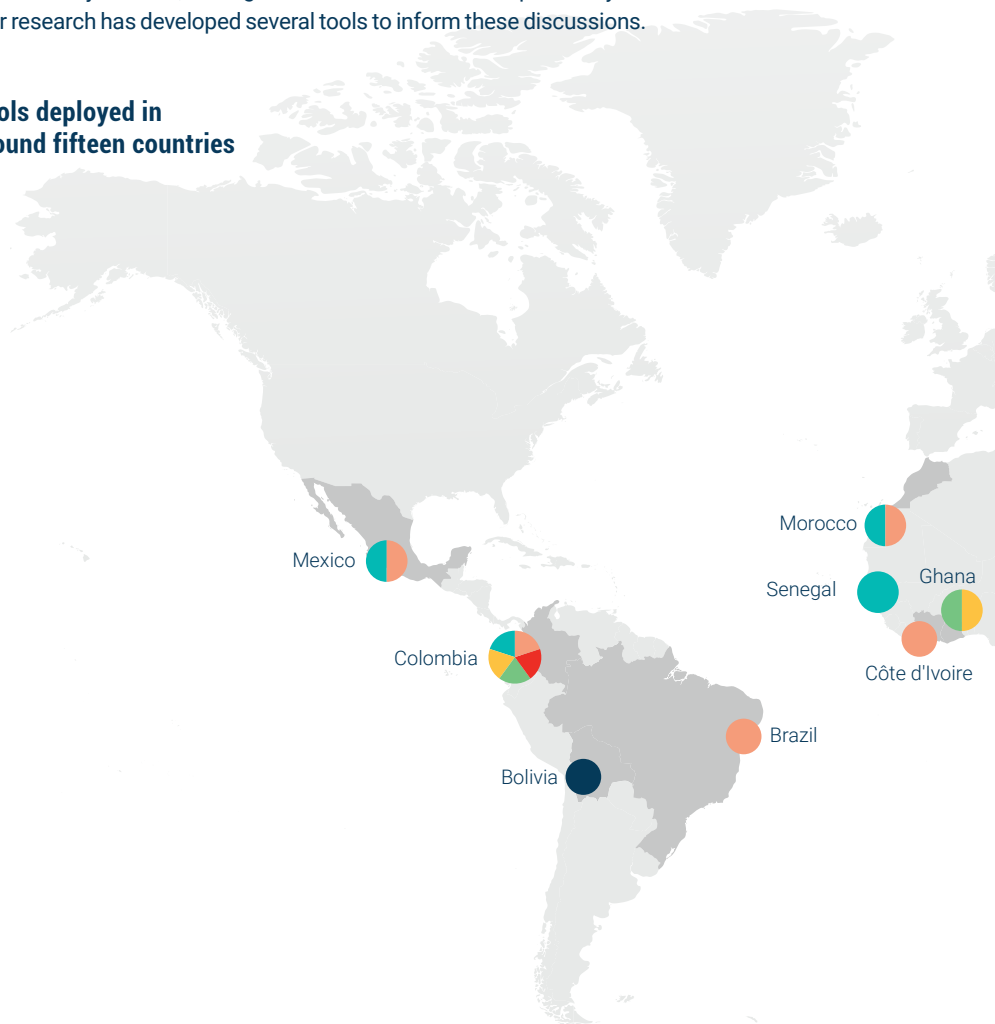 r research has developed several tools to inform these discussions.
ols deployed in
ound fifteen countries
Morocco
Mexico
Ghana
Senegal
Colombia
Côte d'Ivoire
Brazil
Bolivia